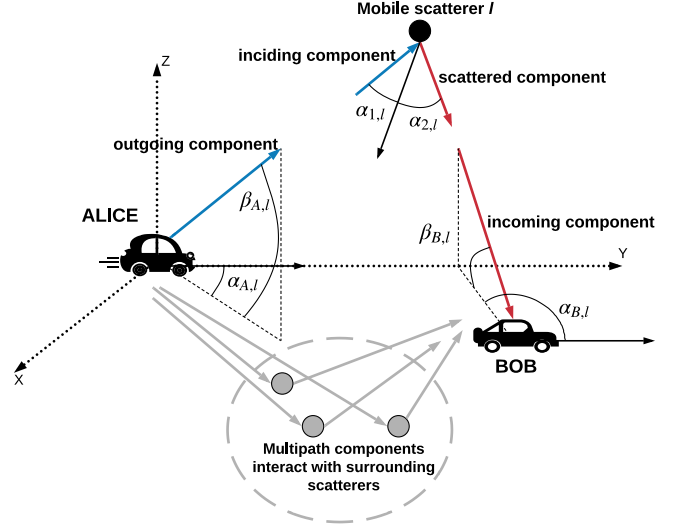 Mobile scatterer l
inciding component
scattered component
α1,l
α2,l
Z
outgoing component
βA,l
ALICE
incoming component
βB,l
Y
αA,l
αB,l
X
BOB
Multipath components
interact with surrounding
scatterers